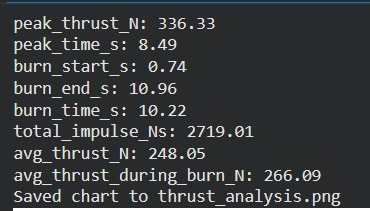 peak_thrust_N: 336.33
peak_time_s: 8.49
burn_start_s: 0.74
burn_end_s: 10.96
burn_time_s: 10.22
total_impulse_Ns: 2719.01
avg_thrust_N: 248.05
avg_thrust_during_burn_N: 266.09
Saved chart to thrust_analysis.png